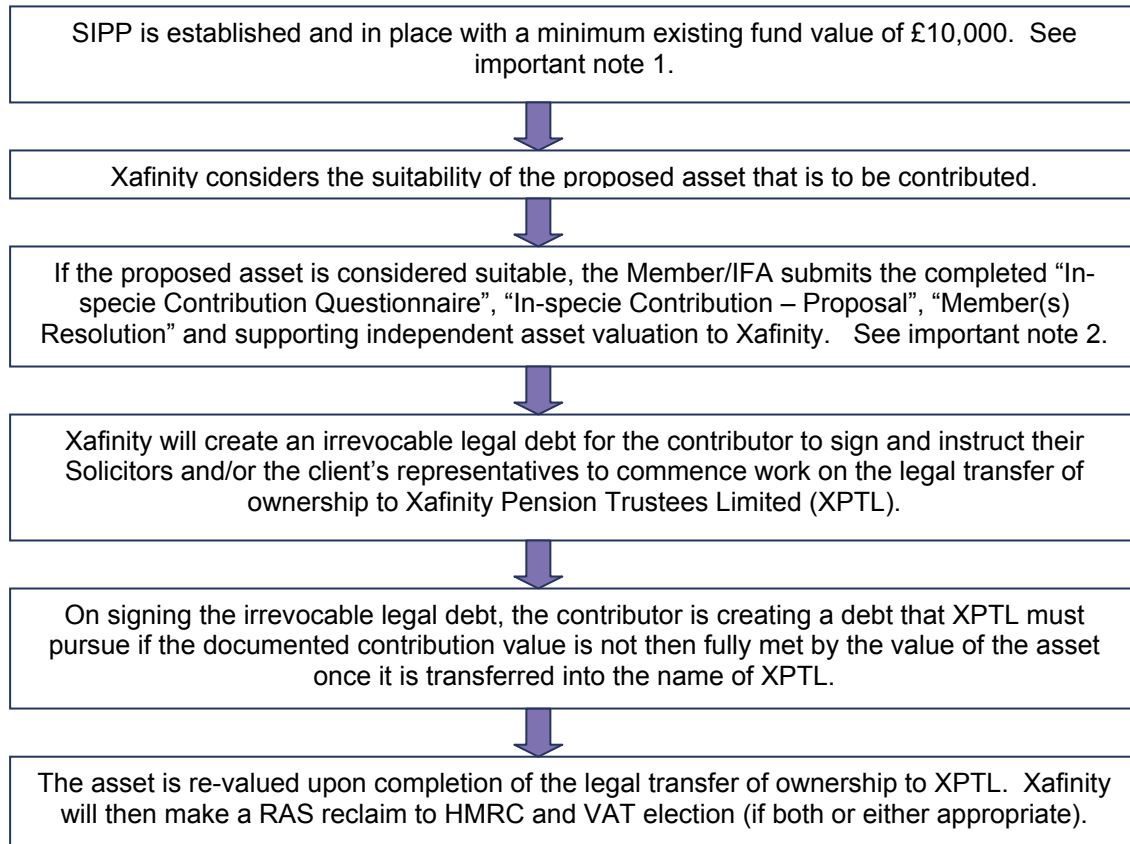 SIPP is established and in place with a minimum existing fund value of £10,000.  See
important note 1.
Xafinity considers the suitability of the proposed asset that is to be contributed.
If the proposed asset is considered suitable, the Member/IFA submits the completed “In-
specie Contribution Questionnaire”, “In-specie Contribution – Proposal”, “Member(s)
Resolution” and supporting independent asset valuation to Xafinity.   See important note 2.
Xafinity will create an irrevocable legal debt for the contributor to sign and instruct their
Solicitors and/or the client’s representatives to commence work on the legal transfer of
ownership to Xafinity Pension Trustees Limited (XPTL).
On signing the irrevocable legal debt, the contributor is creating a debt that XPTL must
pursue if the documented contribution value is not then fully met by the value of the asset
once it is transferred into the name of XPTL.
The asset is re-valued upon completion of the legal transfer of ownership to XPTL.  Xafinity
will then make a RAS reclaim to HMRC and VAT election (if both or either appropriate).